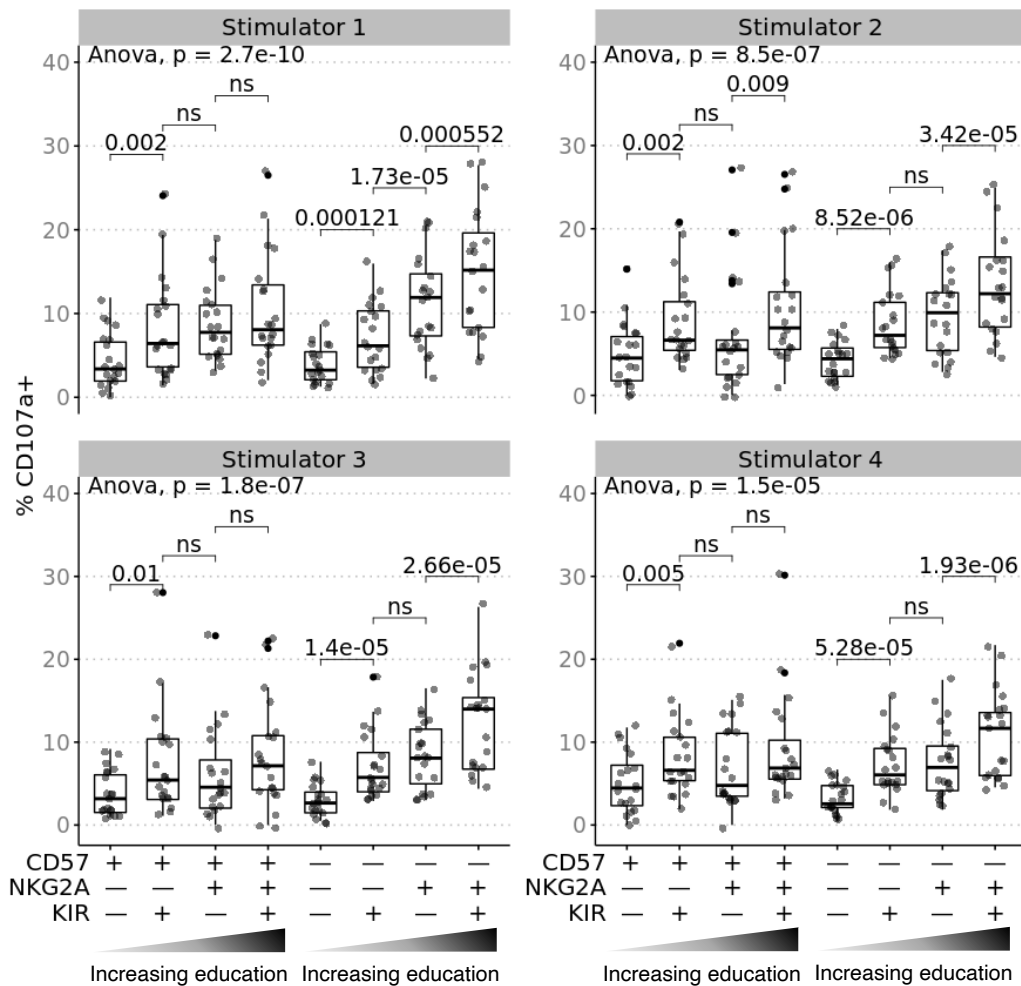 Stimulator 1
Anova, p = 2.7e-10
ns
ns
0.002
0.000552
1.73e-05
0.000121
40
30
20
10
0
Stimulator 2
Anova, p = 8.5e-07
0.009
ns
0.002
3.42e-05
ns
8.52e-06
40
30
20
10
0
% CD107a+
Stimulator 3
Anova, p = 1.8e-07
ns
ns
0.01
2.66e-05
ns
1.4e-05
40
30
20
10
0
Stimulator 4
Anova, p = 1.5e-05
ns
ns
0.005
1.93e-06
ns
5.28e-05
40
30
20
10
0
CD57 + + + + — — — —
NKG2A — — + + — — + +
KIR — + — + — + — +
Increasing education Increasing education
CD57 + + + + — — — —
NKG2A — — + + — — + +
KIR — + — + — + — +
Increasing education Increasing education